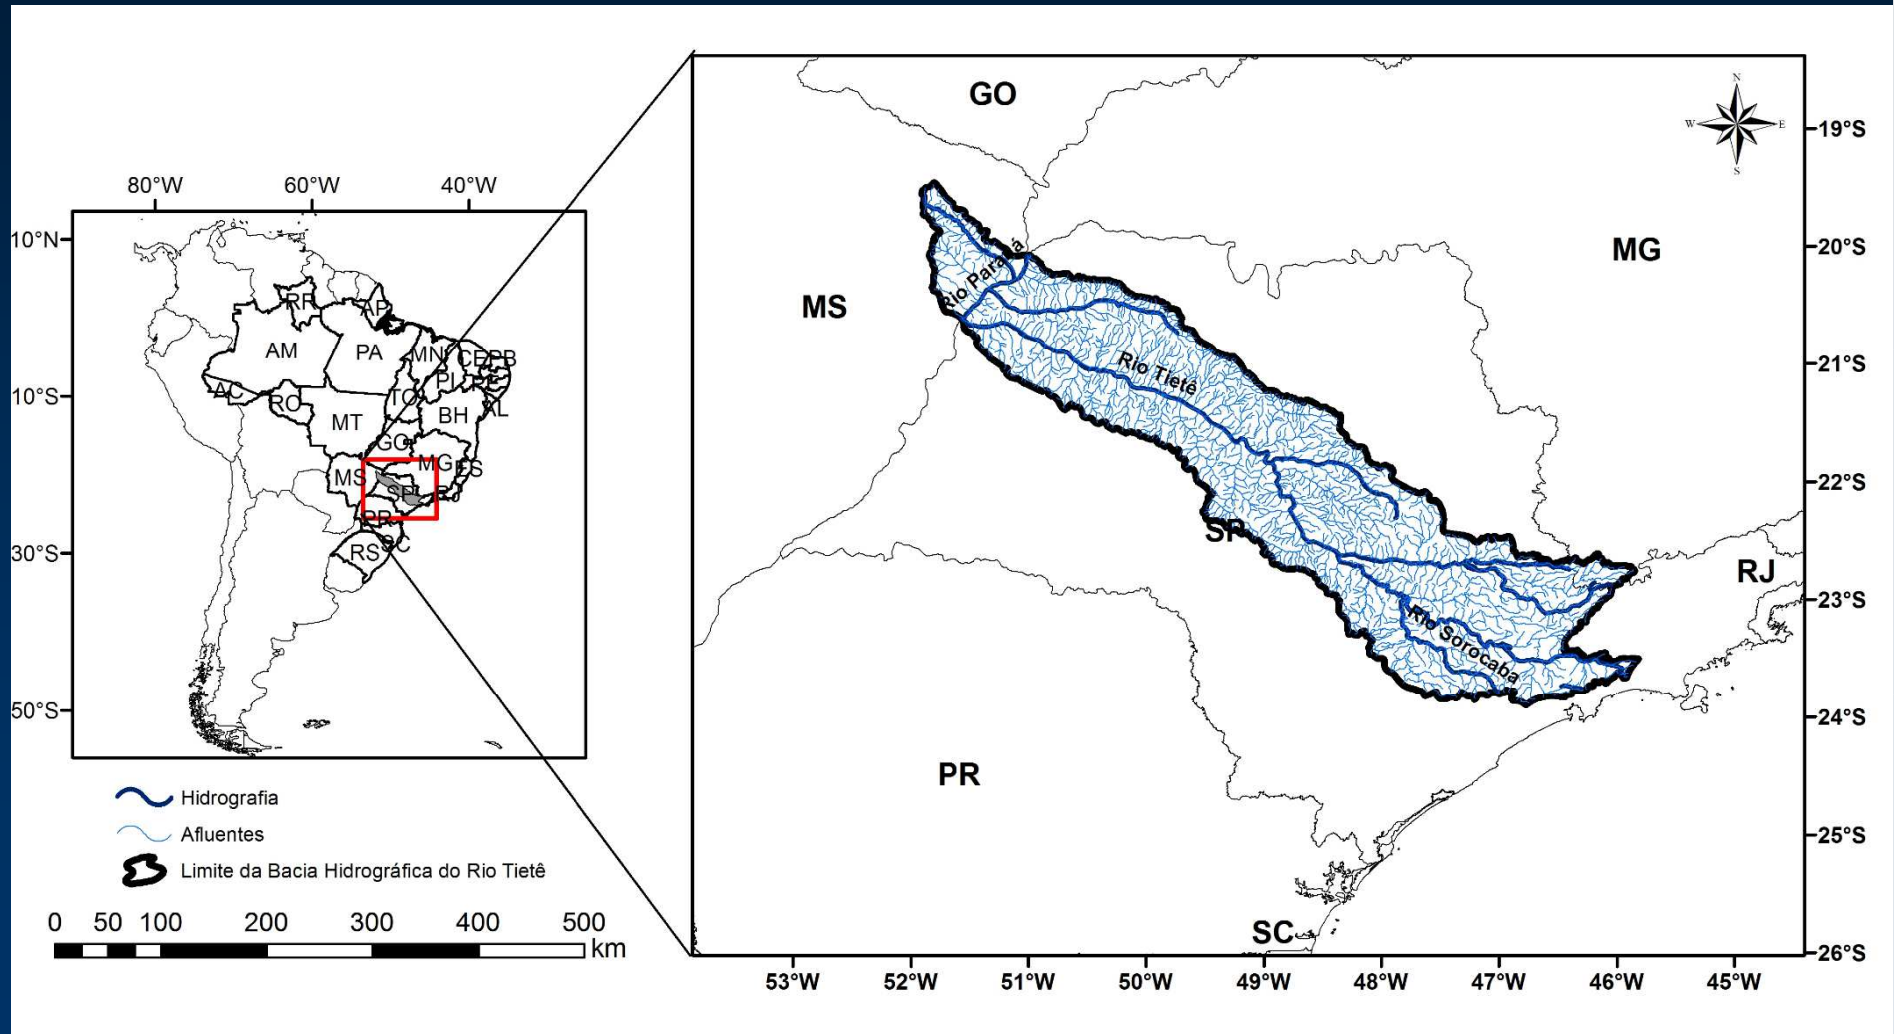 80°W 60°W 40°W
10°N
10°S
30°S
50°S
RR
AP
AM
PA
MN
CE
PB
PI
PE
AC
RO
TO
AL
BH
MT
GO
MG
ES
MS
SP
RJ
PR
SC
RS
Hidrografia
Afluentes
Limite da Bacia Hidrográfica do Rio Tietê
0 50 100 200 300 400 500
km
GO
MG
MS
SP
RJ
PR
SC
Rio Paraná
Rio Tietê
Rio Sorocaba
N
W E
S
19°S
20°S
21°S
22°S
23°S
24°S
25°S
26°S
53°W 52°W 51°W 50°W 49°W 48°W 47°W 46°W 45°W